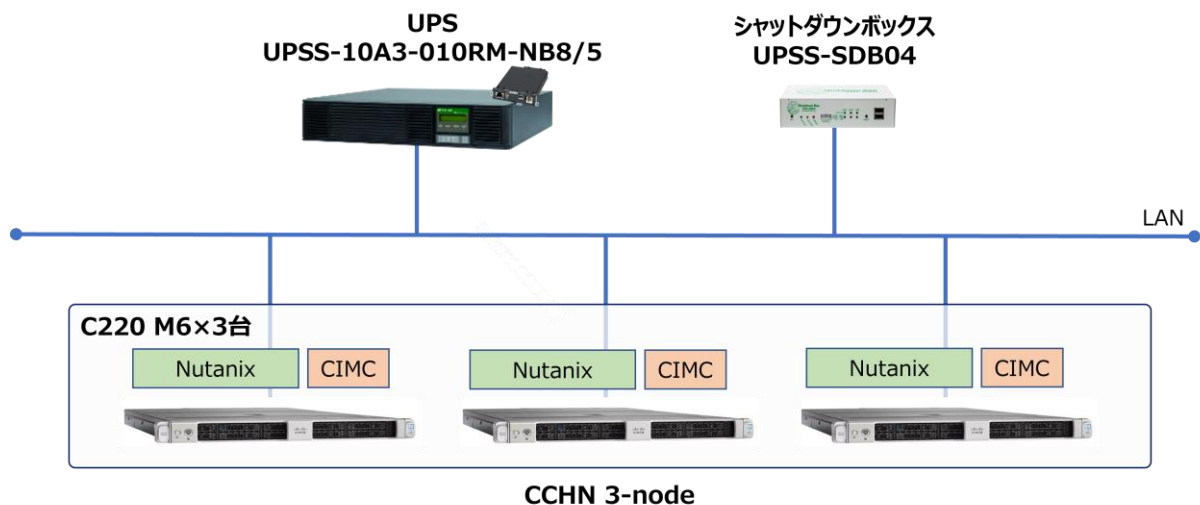 UPS
UPSS-10A3-010RM-NB8/5
シャットダウンボックス
UPSS-SDB04
LAN
C220 M6×3台
Nutanix
CIMC
Nutanix
CIMC
Nutanix
CIMC
CCHN 3-node